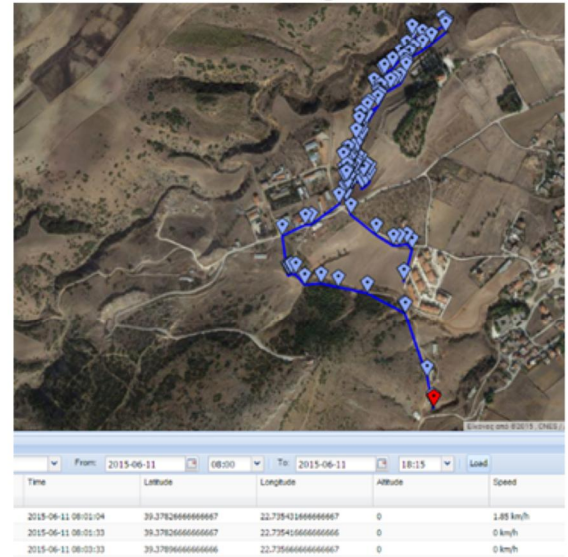 Εικόνες από ©2015 , CNES /
From: 2015-06-11 08:00 To: 2015-06-11 18:15 Load
Time Latitude Longitude Altitude Speed
2015-06-11 08:01:04 39.37826666666667 22.735431666666667 0 1.85 km/h
2015-06-11 08:01:33 39.37826666666667 22.735416666666666 0 0 km/h
2015-06-11 08:03:33 39.37896666666666 22.73566666666667 0 0 km/h